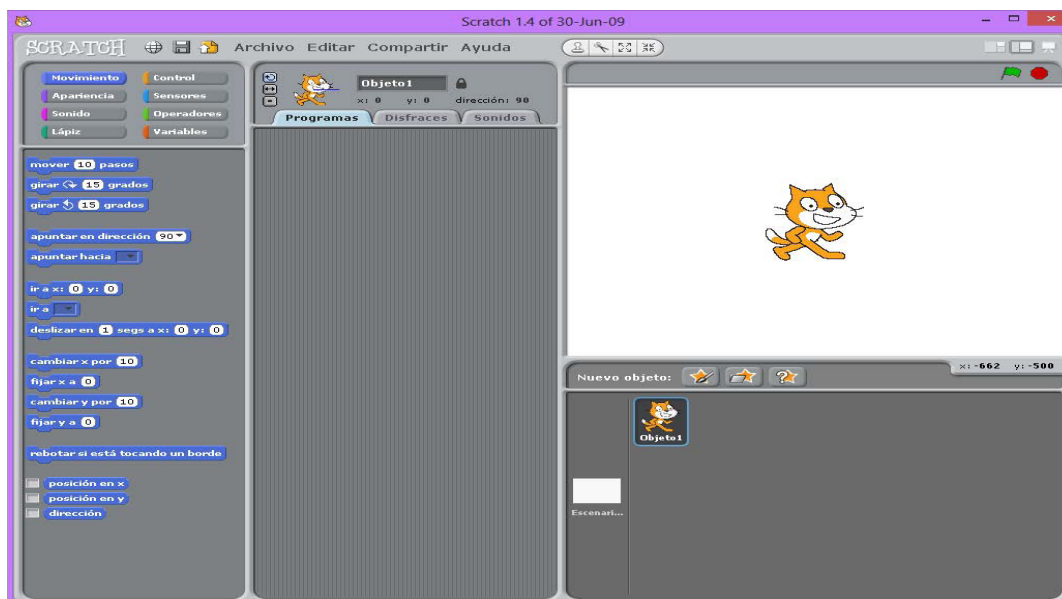 Scratch 1.4 of 30-Jun-09
SCRATCH Archivo Editar Compartir Ayuda
Movimiento Control
Apariencia Sensores
Sonido Operadores
Lápiz Variables
mover 10 pasos
girar 15 grados
girar 15 grados
apuntar en dirección 90
apuntar hacia
ir a x: 0 y: 0
ir a
deslizar en 1 segs a x: 0 y: 0
cambiar x por 10
fijar x a 0
cambiar y por 10
fijar y a 0
rebotar si está tocando un borde
posición en x
posición en y
dirección
Objeto1
x: 0 y: 0 dirección: 90
Programas Disfraces Sonidos
x: -662 y: -500
Nuevo objeto:
Objeto1
Escenari...